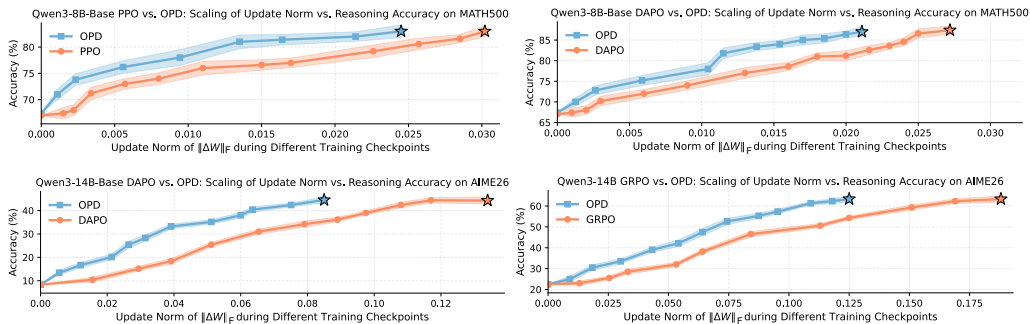 Qwen3-8B-Base PPO vs. OPD: Scaling of Update Norm vs. Reasoning Accuracy on MATH500
Accuracy (%)
80
75
70
OPD
PPO
0.000 0.005 0.010 0.015 0.020 0.025 0.030
Update Norm of ‖ΔW‖F during Different Training Checkpoints
Qwen3-8B-Base DAPO vs. OPD: Scaling of Update Norm vs. Reasoning Accuracy on MATH500
Accuracy (%)
85
80
75
70
65
OPD
DAPO
0.000 0.005 0.010 0.015 0.020 0.025 0.030
Update Norm of ‖ΔW‖F during Different Training Checkpoints
Qwen3-14B-Base DAPO vs. OPD: Scaling of Update Norm vs. Reasoning Accuracy on AIME26
Accuracy (%)
40
30
20
10
OPD
DAPO
0.00 0.02 0.04 0.06 0.08 0.10 0.12
Update Norm of ‖ΔW‖F during Different Training Checkpoints
Qwen3-14B GRPO vs. OPD: Scaling of Update Norm vs. Reasoning Accuracy on AIME26
Accuracy (%)
60
50
40
30
20
OPD
GRPO
0.000 0.025 0.050 0.075 0.100 0.125 0.150 0.175
Update Norm of ‖ΔW‖F during Different Training Checkpoints